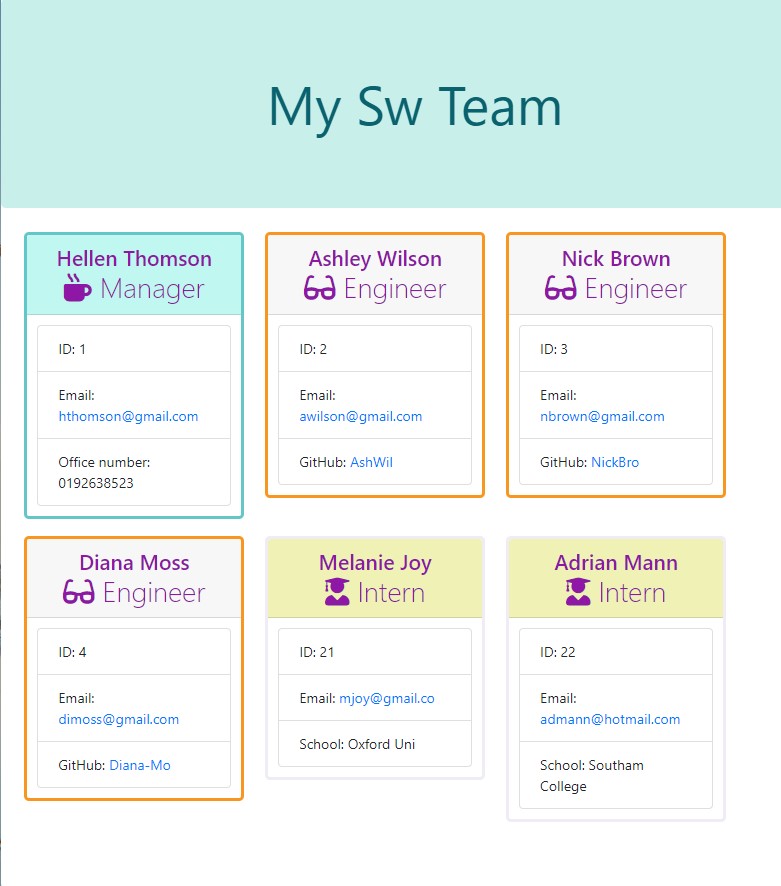 My Sw Team
Hellen Thomson
Manager
ID: 1
Email:
hthomson@gmail.com
Office number:
0192638523
Ashley Wilson
Engineer
ID: 2
Email:
awilson@gmail.com
GitHub: AshWil
Nick Brown
Engineer
ID: 3
Email:
nbrown@gmail.com
GitHub: NickBro
Diana Moss
Engineer
ID: 4
Email:
dimoss@gmail.com
GitHub: Diana-Mo
Melanie Joy
Intern
ID: 21
Email: mjoy@gmail.co
School: Oxford Uni
Adrian Mann
Intern
ID: 22
Email:
admann@hotmail.com
School: Southam
College